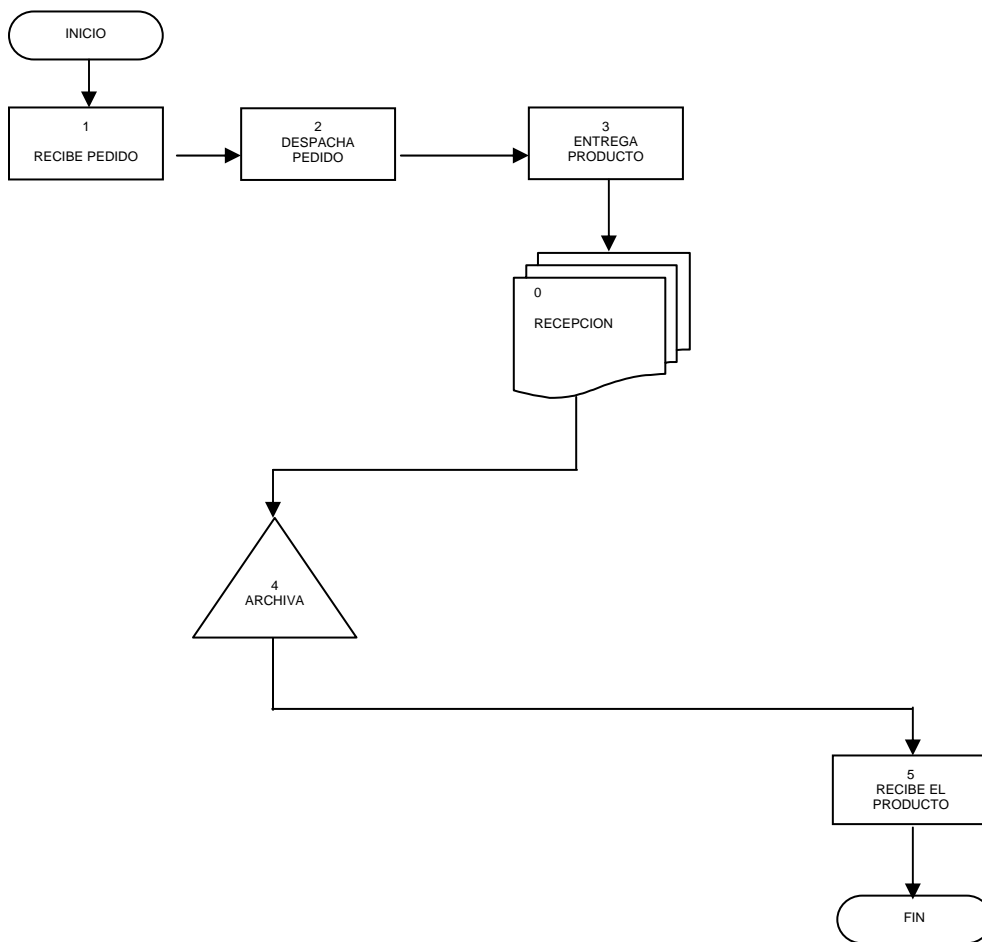 INICIO
1
RECIBE PEDIDO
2
DESPACHA
PEDIDO
3
ENTREGA
PRODUCTO
0
RECEPCION
4
ARCHIVA
5
RECIBE EL
PRODUCTO
FIN